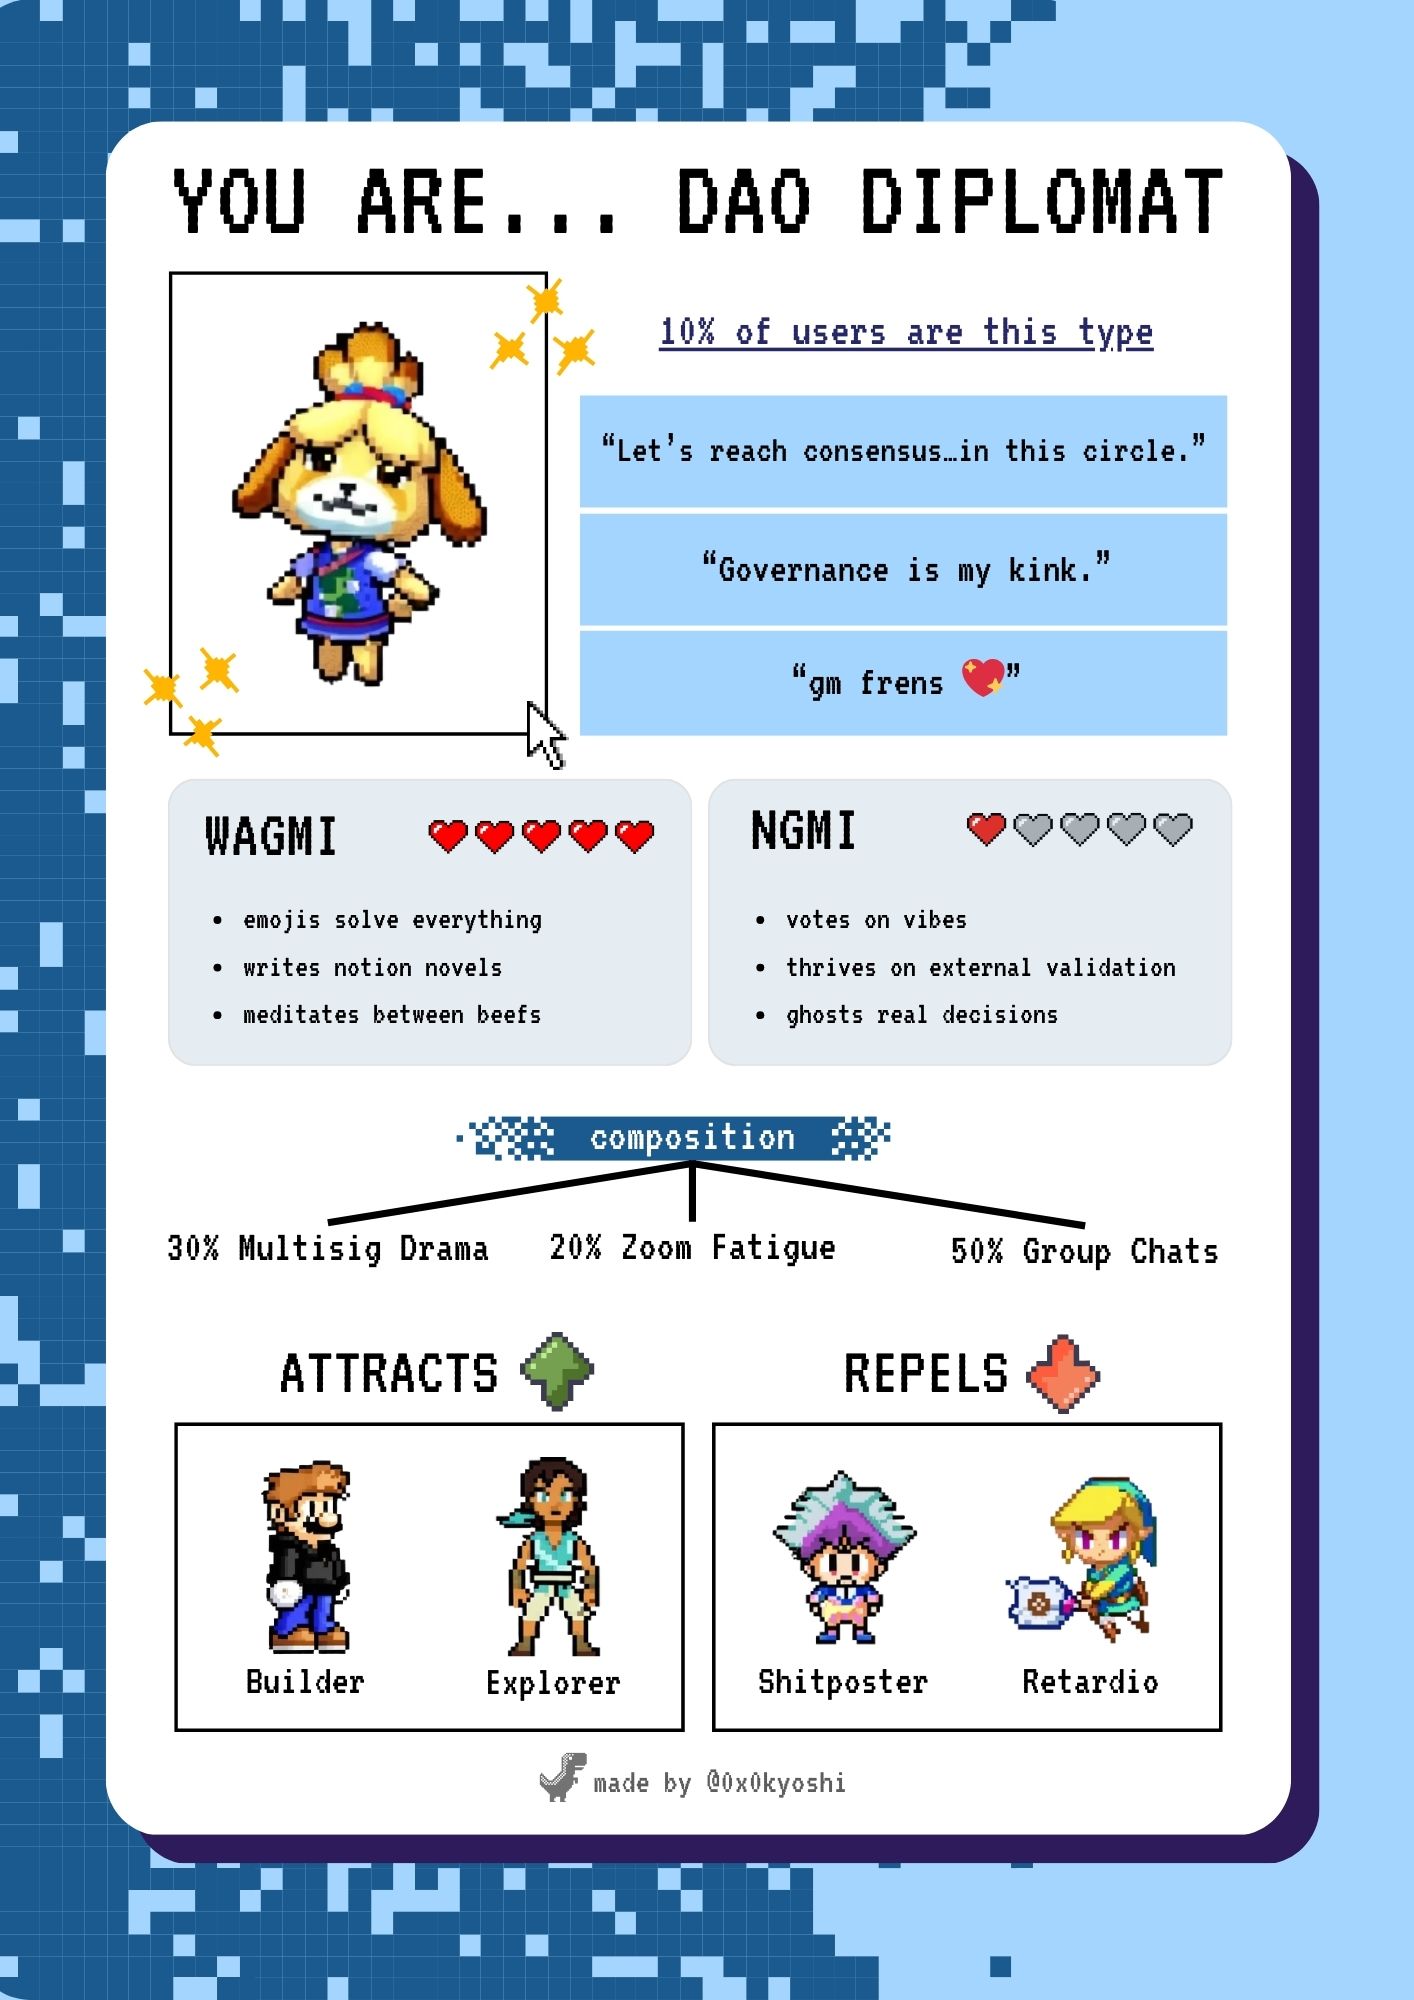 YOU ARE... DAO DIPLOMAT
10% of users are this type
“Let’s reach consensus…in this circle.”
“Governance is my kink.”
“gm frens 💖”
WAGMI
• emojis solve everything
• writes notion novels
• meditates between beefs
NGMI
• votes on vibes
• thrives on external validation
• ghosts real decisions
composition
30% Multisig Drama
20% Zoom Fatigue
50% Group Chats
ATTRACTS
REPELS
Builder
Explorer
Shitposter
Retardio
made by @0x0kyoshi